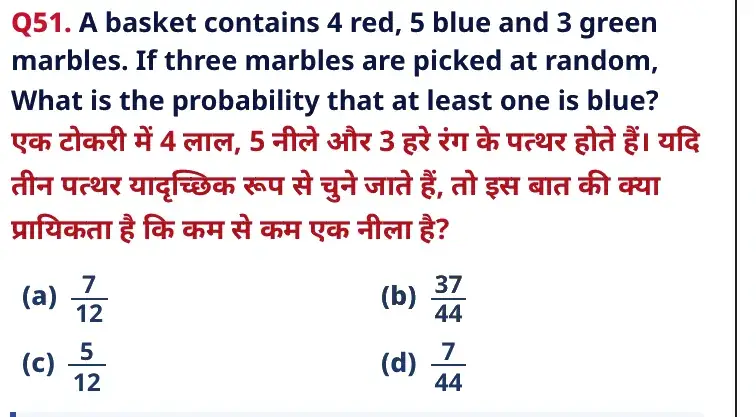 Q51. A basket contains 4 red, 5 blue and 3 green
marbles. If three marbles are picked at random,
What is the probability that at least one is blue?
एक टोकरी में 4 लाल, 5 नीले और 3 हरे रंग के पत्थर होते हैं। यदि
तीन पत्थर यादृच्छिक रूप से चुने जाते हैं, तो इस बात की क्या
प्रायिकता है कि कम से कम एक नीला है?
(a) 7/12 (b) 37/44
(c) 5/12 (d) 7/44